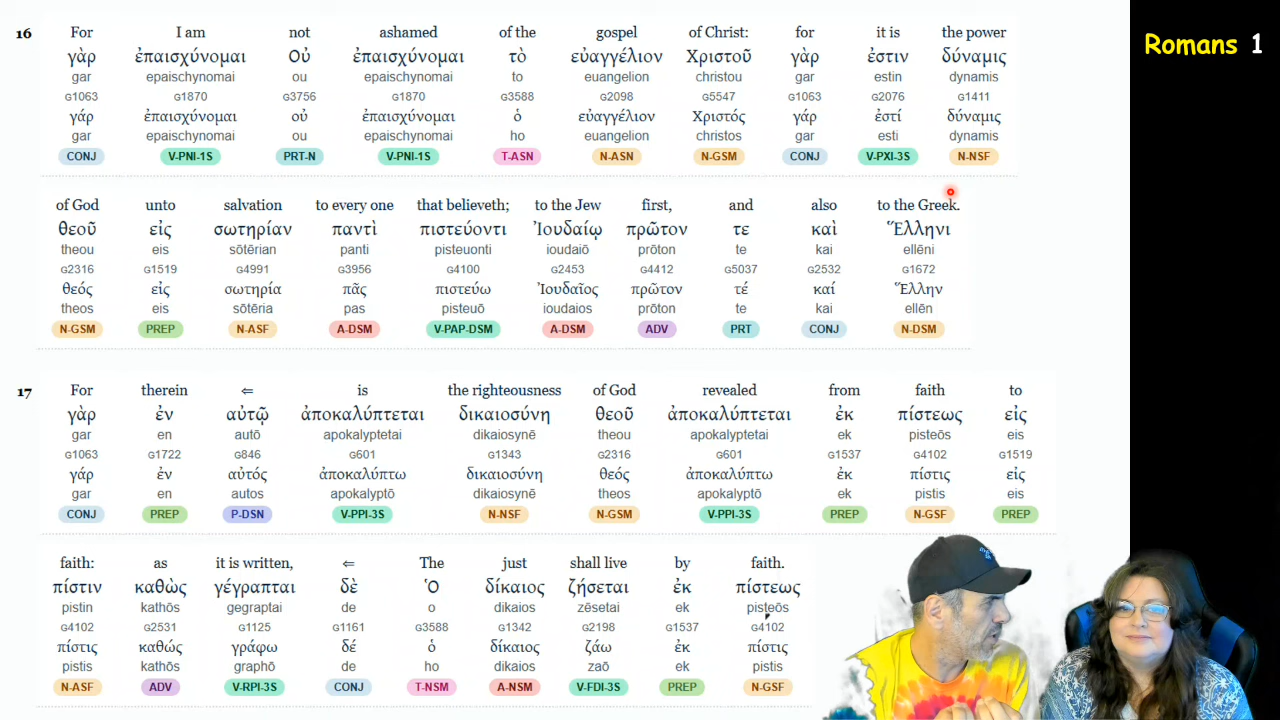 Romans 1
16 For I am not ashamed of the gospel of Christ: for it is the power
γὰρ ἐπαισχύνομαι Οὐ ἐπαισχύνομαι τὸ εὐαγγέλιον Χριστοῦ γὰρ ἐστιν δύναμις
gar epaischynomai ou epaischynomai to euangelion christou gar estin dynamis
G1063 G1870 G3756 G1870 G3588 G2098 G5547 G1063 G2076 G1411
γάρ ἐπαισχύνομαι οὐ ἐπαισχύνομαι ὁ εὐαγγέλιον Χριστός γάρ ἐστί δύναμις
gar epaischynomai ou epaischynomai ho euangelion christos gar esti dynamis
CONJ V-PNI-1S PRT-N V-PNI-1S T-ASN N-ASN N-GSM CONJ V-PXI-3S N-NSF
of God unto salvation to every one that believeth; to the Jew first, and also to the Greek.
θεοῦ εἰς σωτηρίαν παντὶ πιστεύοντι Ἰουδαίῳ πρῶτον τε καὶ Ἕλληνι
theou eis sōtērian panti pisteuonti ioudaiō prōton te kai ellēni
G2316 G1519 G4991 G3956 G4100 G2453 G4412 G5037 G2532 G1672
θεός εἰς σωτηρία πᾶς πιστεύω Ἰουδαῖος πρῶτον τέ καί Ἕλλην
theos eis sōtēria pas pisteuō ioudaios prōton te kai ellēn
N-GSM PREP N-ASF A-DSM V-PAP-DSM A-DSM ADV PRT CONJ N-DSM
17 For therein ⇐ is the righteousness of God revealed from faith to
γὰρ ἐν αὐτῷ ἀποκαλύπτεται δικαιοσύνη θεοῦ ἀποκαλύπτεται ἐκ πίστεως εἰς
gar en autō apokalyptetai dikaiosynē theou apokalyptetai ek pisteōs eis
G1063 G1722 G846 G601 G1343 G2316 G601 G1537 G4102 G1519
γάρ ἐν αὐτός ἀποκαλύπτω δικαιοσύνη θεός ἀποκαλύπτω ἐκ πίστις εἰς
gar en autos apokalyptō dikaiosynē theos apokalyptō ek pistis eis
CONJ PREP P-DSN V-PPI-3S N-NSF N-GSM V-PPI-3S PREP N-GSF PREP
faith: as it is written, ⇐ The just shall live by faith.
πίστιν καθὼς γέγραπται δὲ Ὁ δίκαιος ζήσεται ἐκ πίστεως
pistin kathōs gegraptai de o dikaios zēsetai ek pisteōs
G4102 G2531 G1125 G1161 G3588 G1342 G2198 G1537 G4102
πίστις καθώς γράφω δέ ὁ δίκαιος ζάω ἐκ πίστις
pistis kathōs graphō de ho dikaios zaō ek pistis
N-ASF ADV V-RPI-3S CONJ T-NSM A-NSM V-FDI-3S PREP N-GSF